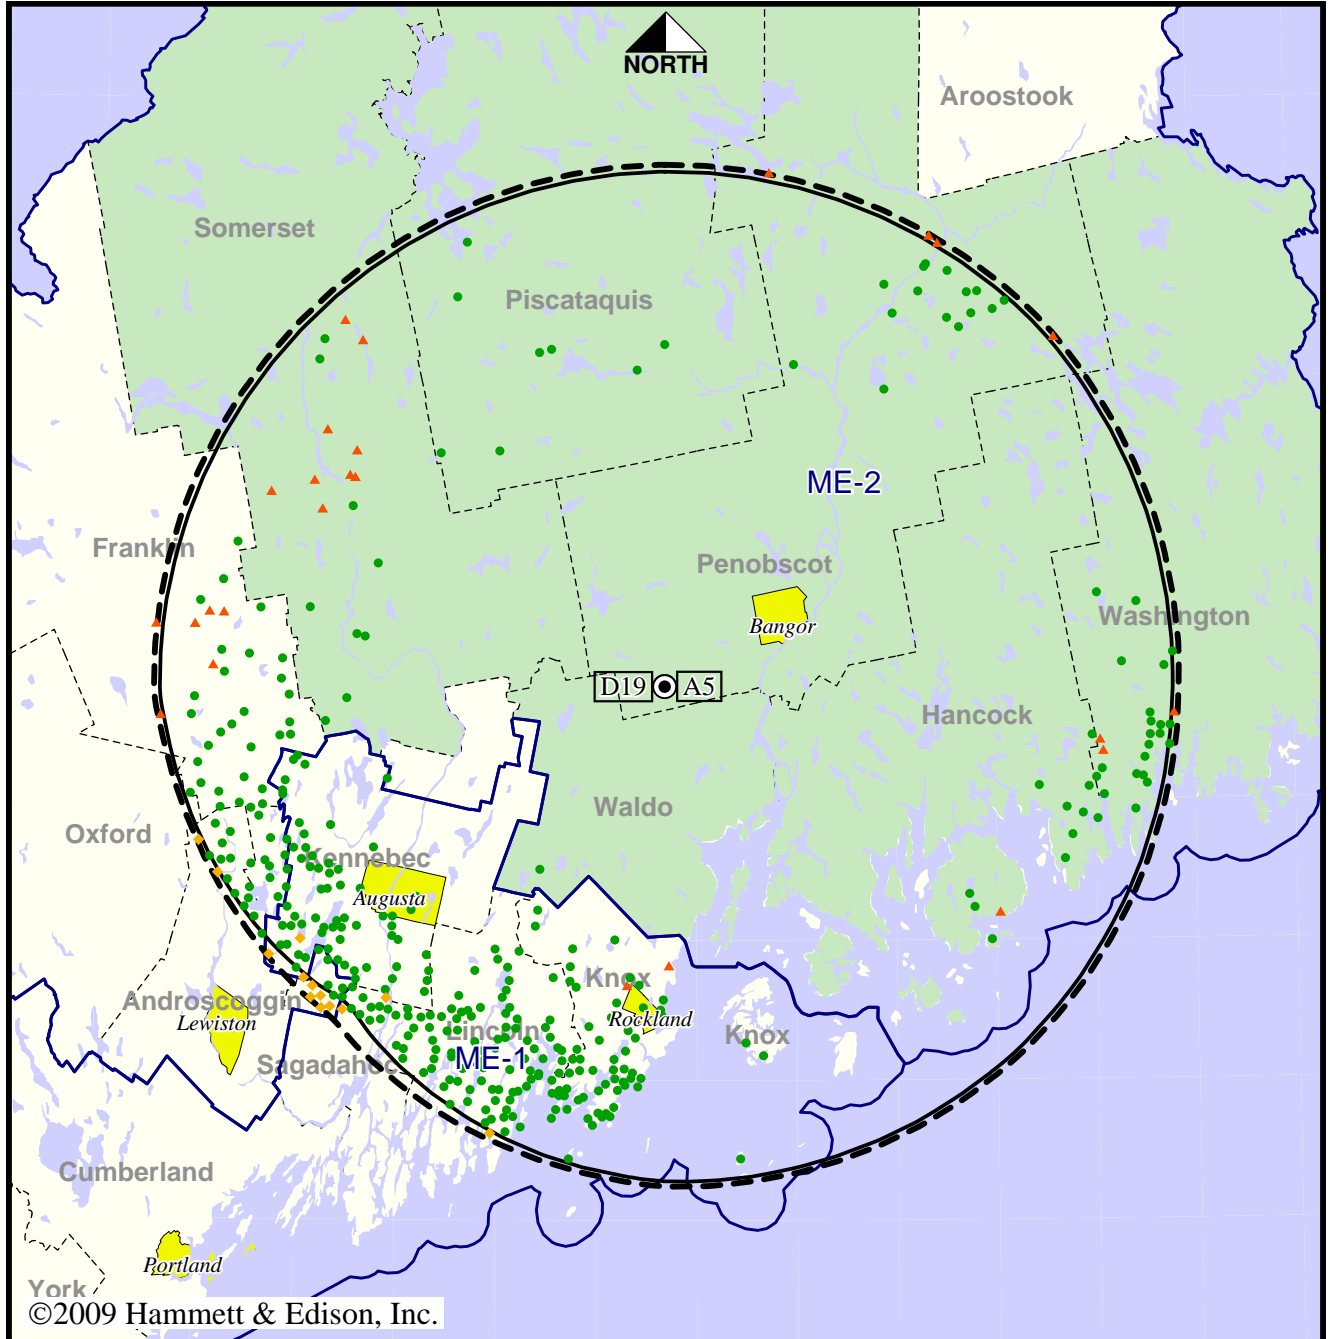 NORTH
Aroostook
Somerset
Piscataquis
ME-2
Franklin
Penobscot
Washington
Bangor
D19 A5
Hancock
Waldo
Oxford
Kennebec
Augusta
Knox
Androscoggin
Lewiston
Rockland
Lincoln
Knox
Sagadahoc
ME-1
Cumberland
Portland
York
©2009 Hammett & Edison, Inc.